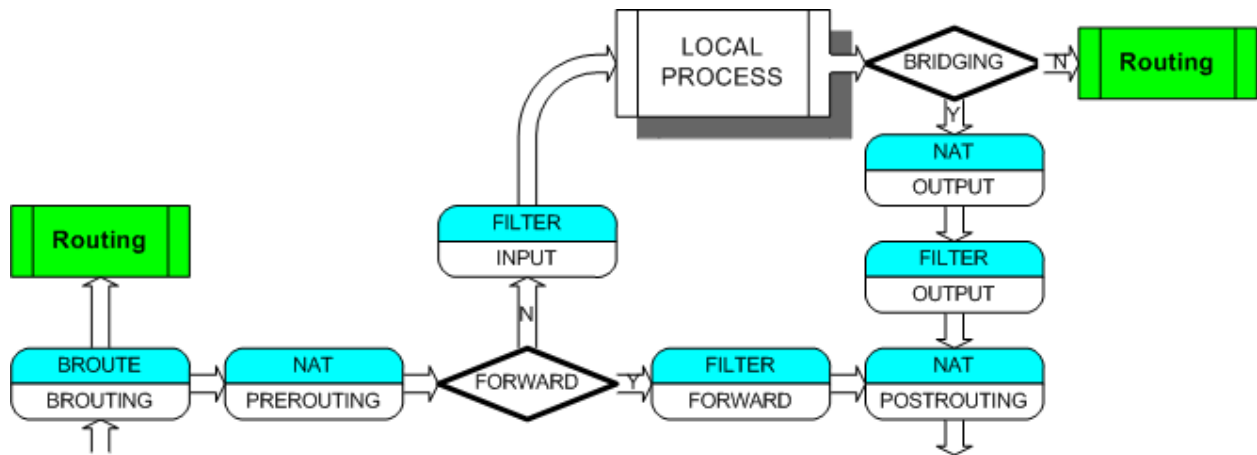 LOCAL
PROCESS
BRIDGING
N
Routing
Y
NAT
OUTPUT
Routing
FILTER
INPUT
FILTER
OUTPUT
N
BROUTE
BROUTING
NAT
PREROUTING
FORWARD
Y
FILTER
FORWARD
NAT
POSTROUTING